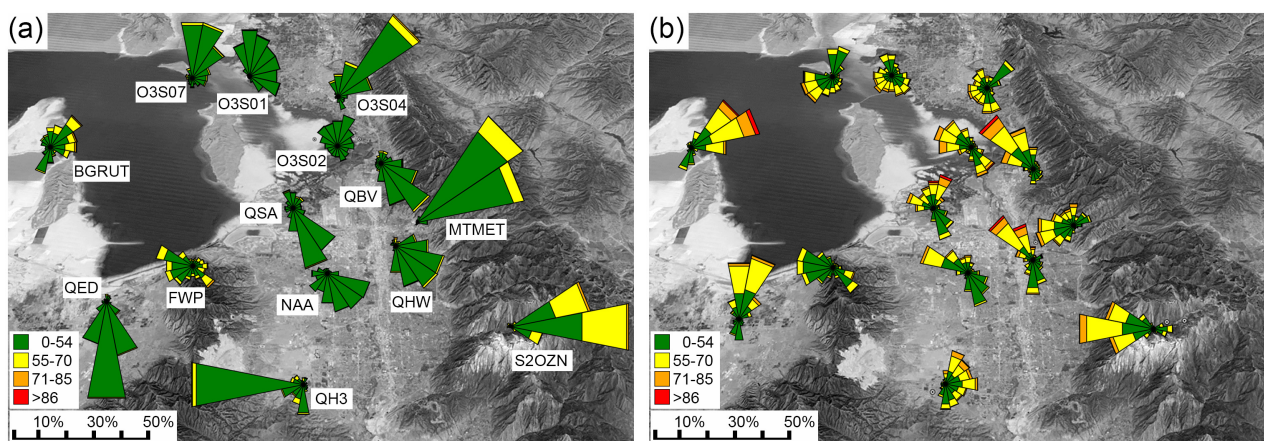 (a)
O3S07
O3S01
O3S04
O3S02
BGRUT
QBV
QSA
MTMET
QED
FWP
NAA
QHW
S2OZN
QH3
0-54
55-70
71-85
>86
10% 30% 50%
(b)
0-54
55-70
71-85
>86
10% 30% 50%